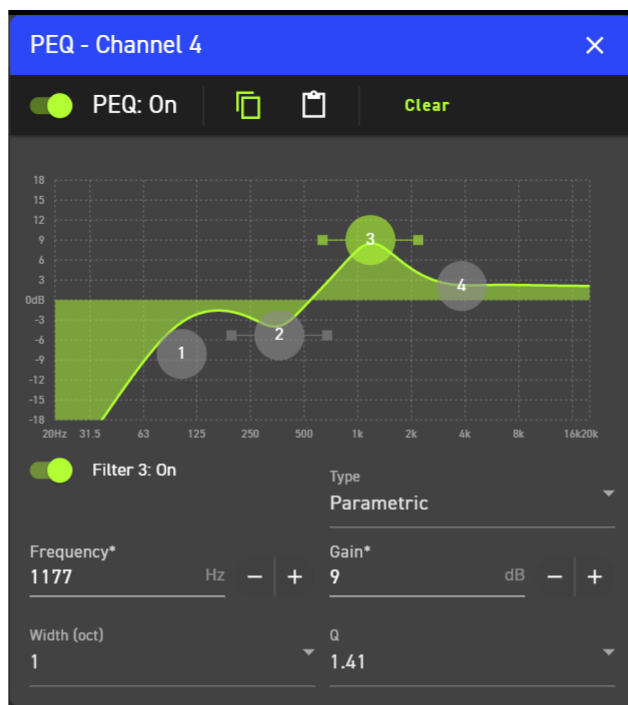 PEQ - Channel 4
PEQ: On
Clear
18
15
12
9
6
3
0dB
-3
-6
-9
-12
-15
-18
1
2
3
4
20Hz 31.5 63 125 250 500 1k 2k 4k 8k 16k20k
Filter 3: On
Type
Parametric
Frequency* Gain*
1177 Hz − + 9 dB − +
Width (oct) Q
1 1.41